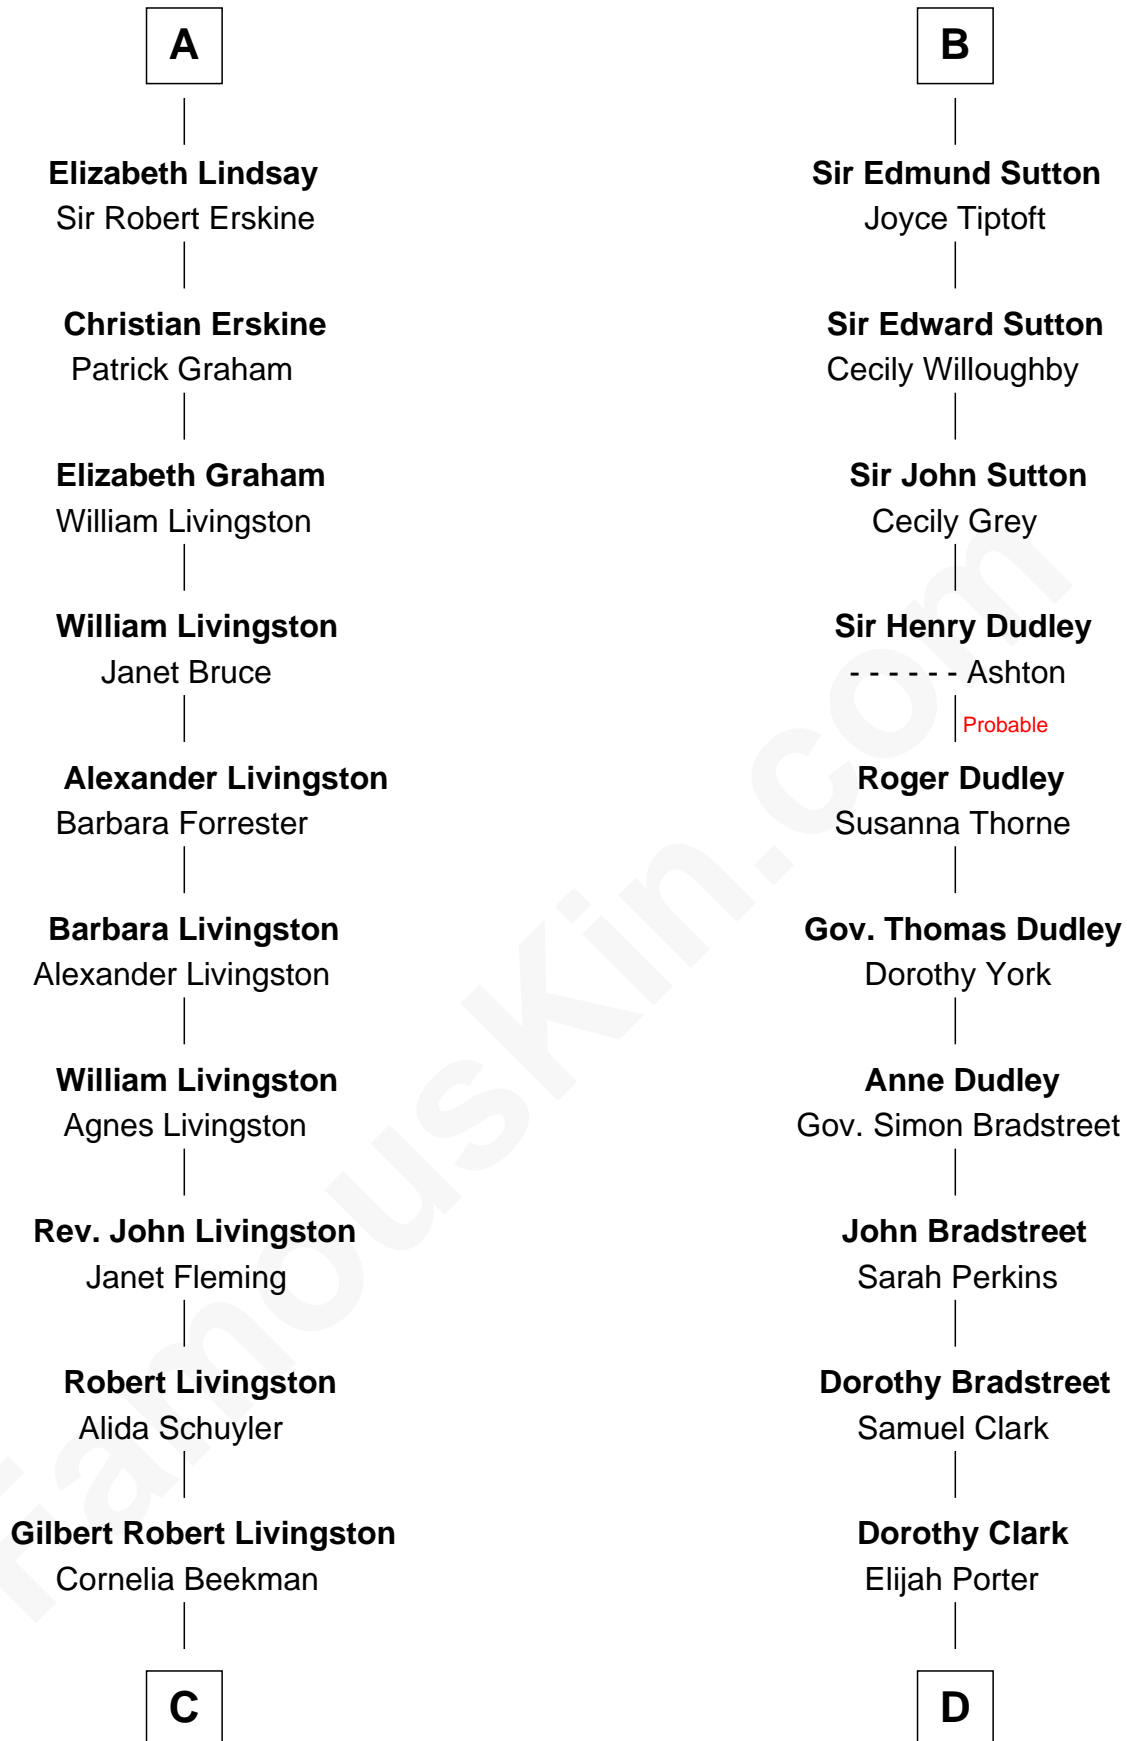 A
Elizabeth Lindsay
Sir Robert Erskine
Christian Erskine
Patrick Graham
Elizabeth Graham
William Livingston
William Livingston
Janet Bruce
Alexander Livingston
Barbara Forrester
Barbara Livingston
Alexander Livingston
William Livingston
Agnes Livingston
Rev. John Livingston
Janet Fleming
Robert Livingston
Alida Schuyler
Gilbert Robert Livingston
Cornelia Beekman
C
B
Sir Edmund Sutton
Joyce Tiptoft
Sir Edward Sutton
Cecily Willoughby
Sir John Sutton
Cecily Grey
Sir Henry Dudley
- - - - - - Ashton
Probable
Roger Dudley
Susanna Thorne
Gov. Thomas Dudley
Dorothy York
Anne Dudley
Gov. Simon Bradstreet
John Bradstreet
Sarah Perkins
Dorothy Bradstreet
Samuel Clark
Dorothy Clark
Elijah Porter
D
FamousKin.com